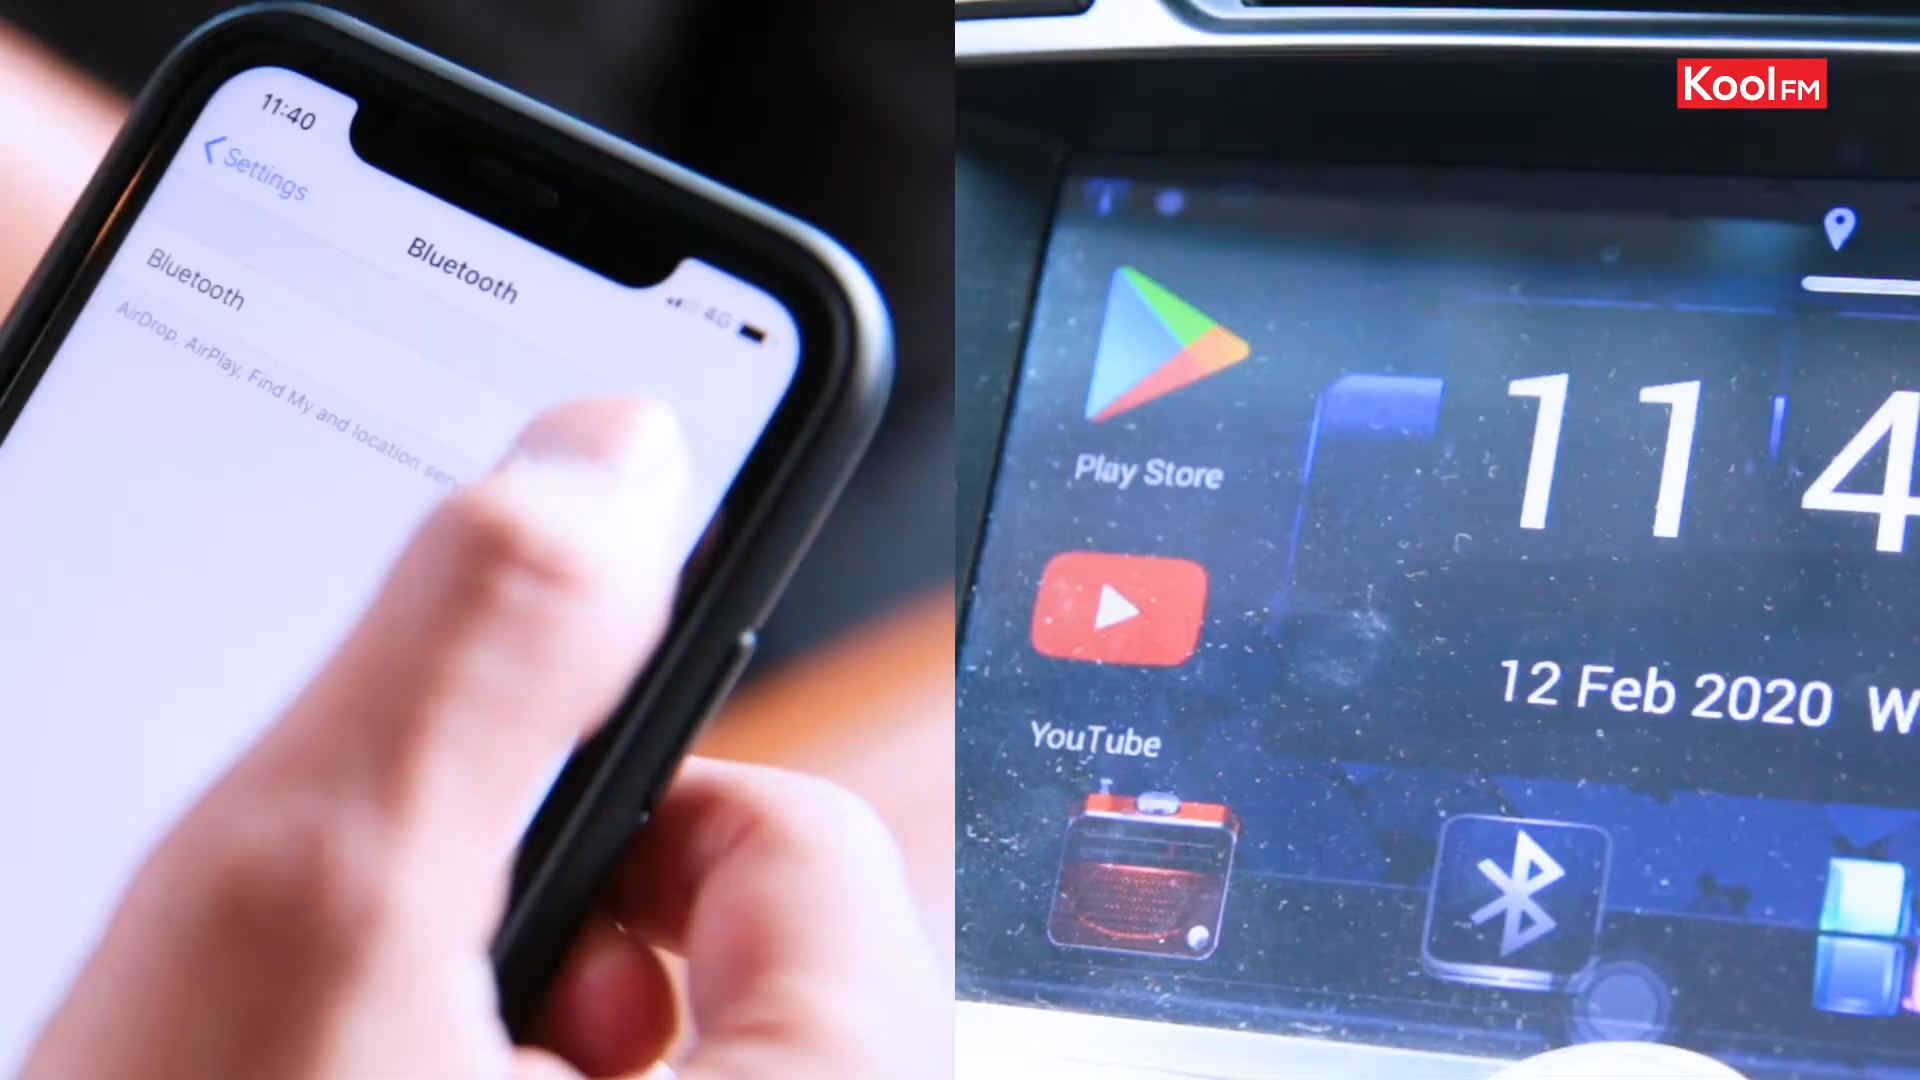 11:40
Settings
Bluetooth
4G
Bluetooth
AirDrop, AirPlay, Find My and location
KoolFM
Play Store
11 4
YouTube
12 Feb 2020 W